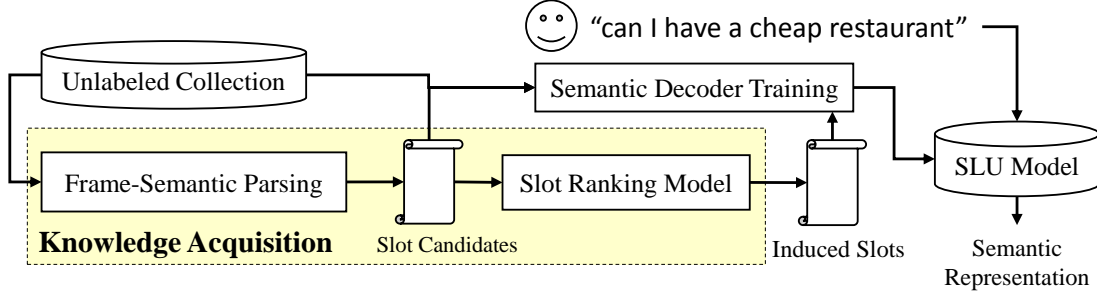 “can I have a cheap restaurant”
Unlabeled Collection
Semantic Decoder Training
SLU Model
Frame-Semantic Parsing
Slot Ranking Model
Knowledge Acquisition
Slot Candidates
Induced Slots
Semantic
Representation